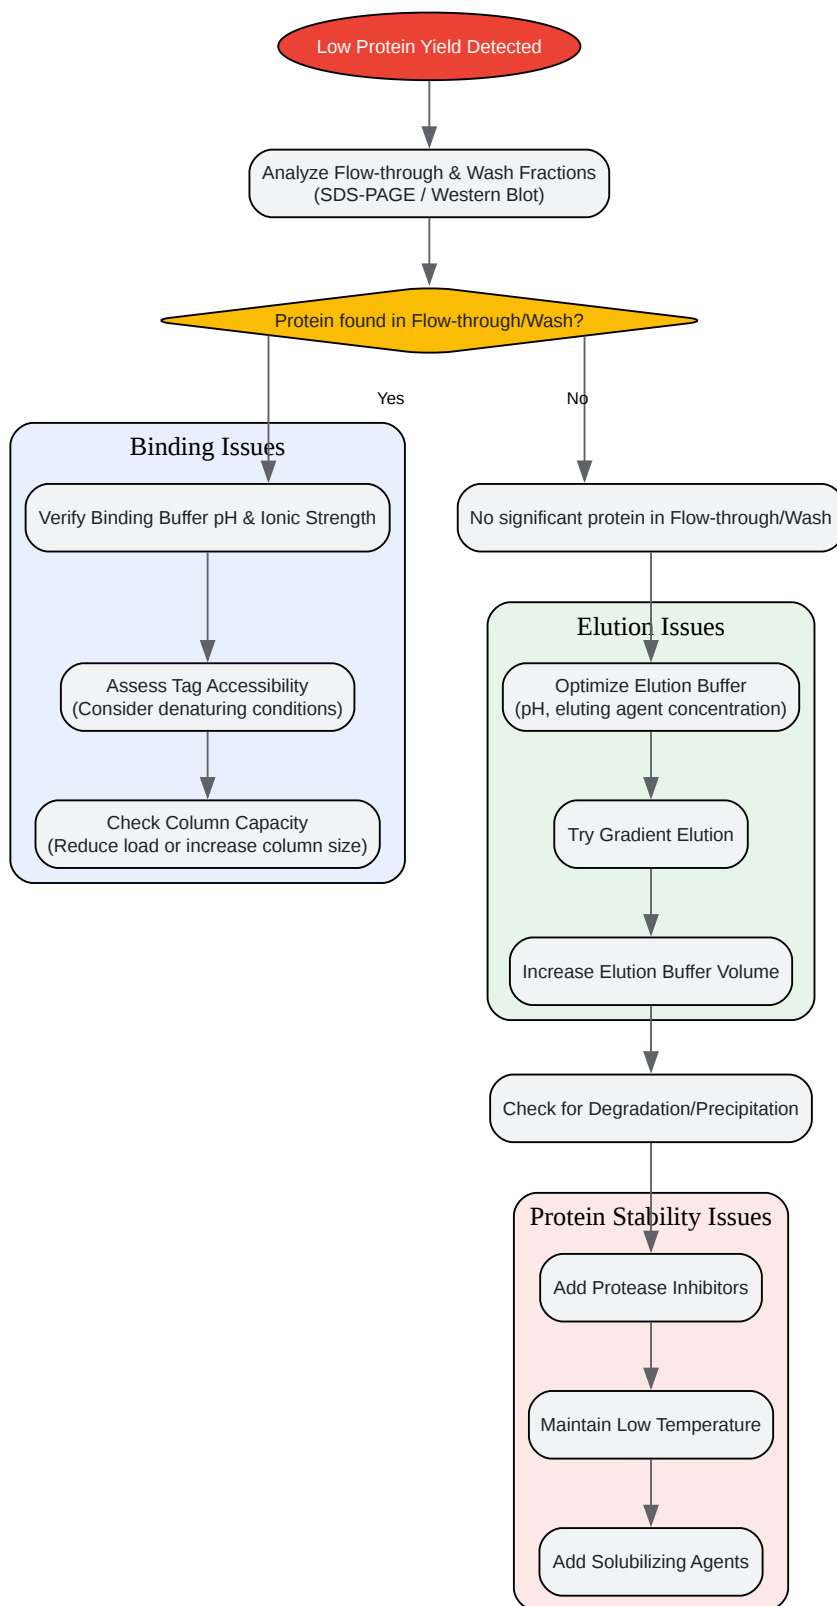 Low Protein Yield Detected
Analyze Flow-through & Wash Fractions
(SDS-PAGE / Western Blot)
Protein found in Flow-through/Wash?
Yes
No
Binding Issues
Verify Binding Buffer pH & Ionic Strength
No significant protein in Flow-through/Wash
Elution Issues
Assess Tag Accessibility
(Consider denaturing conditions)
Optimize Elution Buffer
(pH, eluting agent concentration)
Check Column Capacity
(Reduce load or increase column size)
Try Gradient Elution
Increase Elution Buffer Volume
Check for Degradation/Precipitation
Protein Stability Issues
Add Protease Inhibitors
Maintain Low Temperature
Add Solubilizing Agents